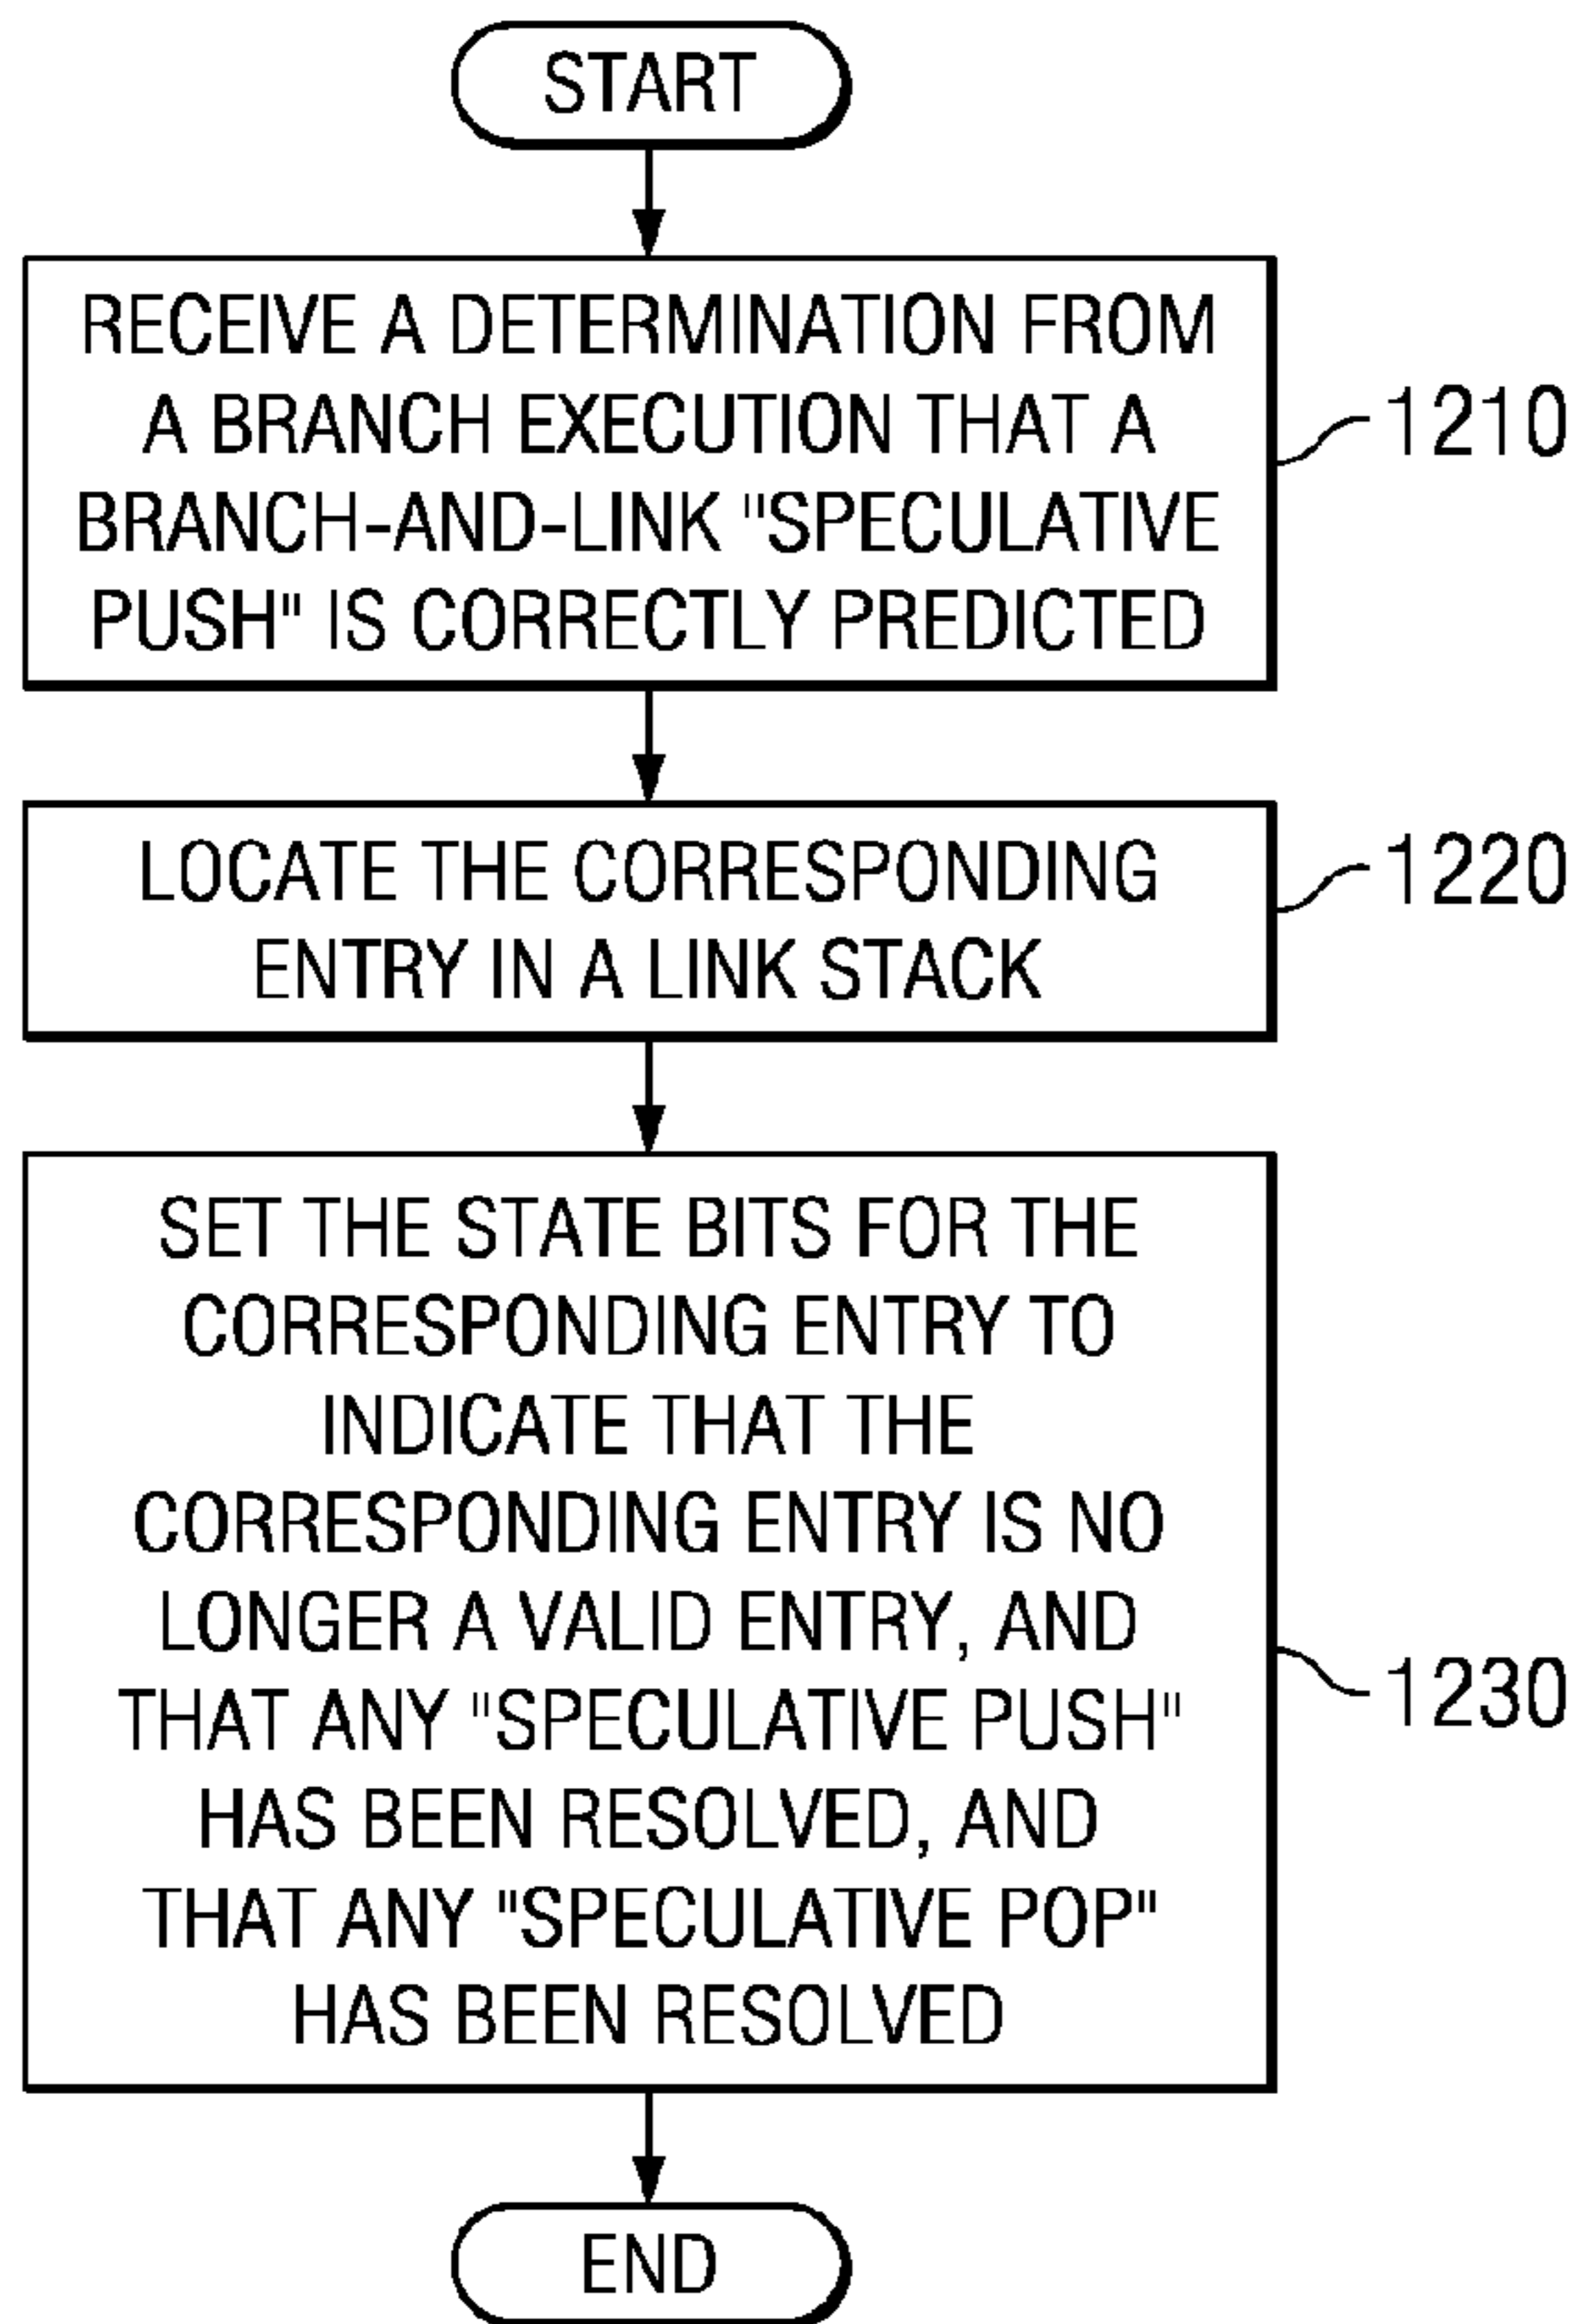 START
RECEIVE A DETERMINATION FROM
A BRANCH EXECUTION THAT A
BRANCH-AND-LINK "SPECULATIVE
PUSH" IS CORRECTLY PREDICTED
1210
LOCATE THE CORRESPONDING
ENTRY IN A LINK STACK
1220
SET THE STATE BITS FOR THE
CORRESPONDING ENTRY TO
INDICATE THAT THE
CORRESPONDING ENTRY IS NO
LONGER A VALID ENTRY, AND
THAT ANY "SPECULATIVE PUSH"
HAS BEEN RESOLVED, AND
THAT ANY "SPECULATIVE POP"
HAS BEEN RESOLVED
1230
END